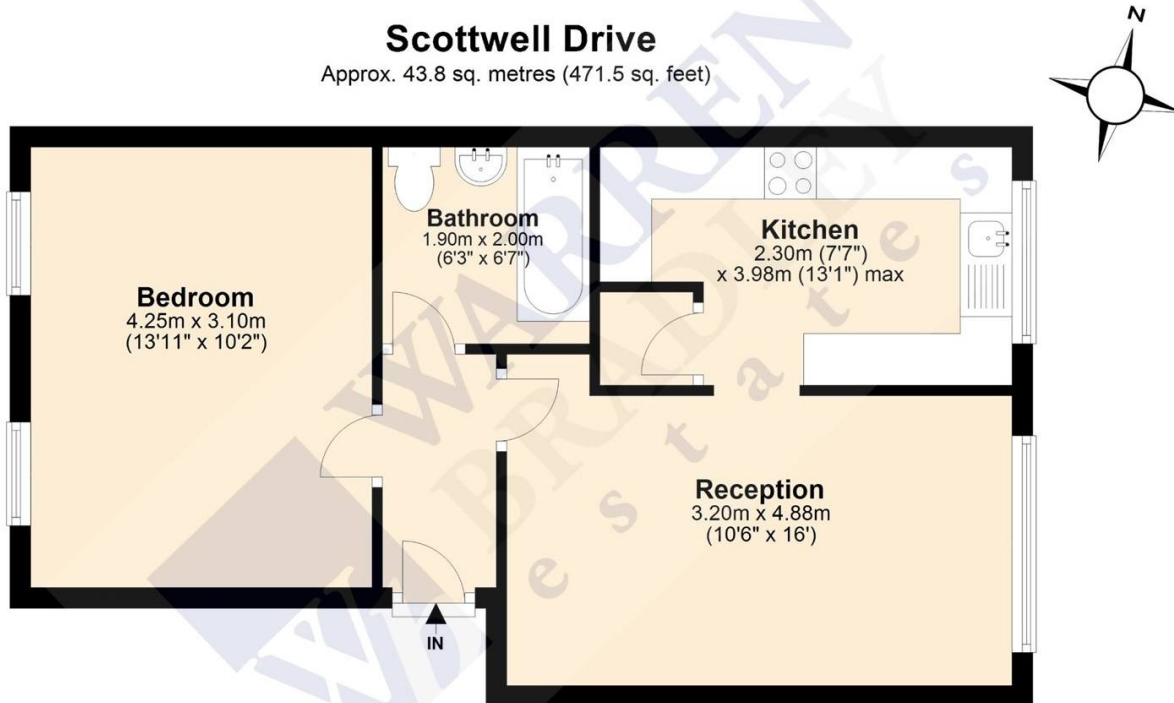 Scottwell Drive
Approx. 43.8 sq. metres (471.5 sq. feet)
N
Bedroom
4.25m x 3.10m
(13'11" x 10'2")
Bathroom
1.90m x 2.00m
(6'3" x 6'7")
Kitchen
2.30m (7'7")
x 3.98m (13'1") max
Reception
3.20m x 4.88m
(10'6" x 16')
IN
WARREN
BRADLEY
estates